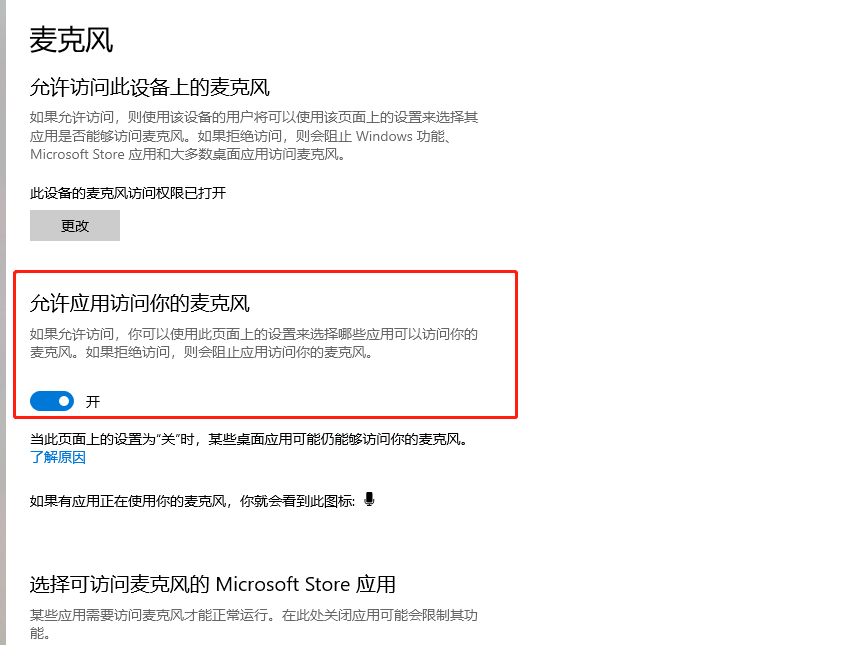 麦克风
允许访问此设备上的麦克风
如果允许访问，则使用该设备的用户将可以使用该页面上的设置来选择其
应用是否能够访问麦克风。如果拒绝访问，则会阻止 Windows 功能、
Microsoft Store 应用和大多数桌面应用访问麦克风。
此设备的麦克风访问权限已打开
更改
允许应用访问你的麦克风
如果允许访问，你可以使用此页面上的设置来选择哪些应用可以访问你的
麦克风。如果拒绝访问，则会阻止应用访问你的麦克风。
开
当此页面上的设置为“关”时，某些桌面应用可能仍能够访问你的麦克风。
了解原因
如果有应用正在使用你的麦克风，你就会看到此图标:
选择可访问麦克风的 Microsoft Store 应用
某些应用需要访问麦克风才能正常运行。在此处关闭应用可能会限制其功
能。